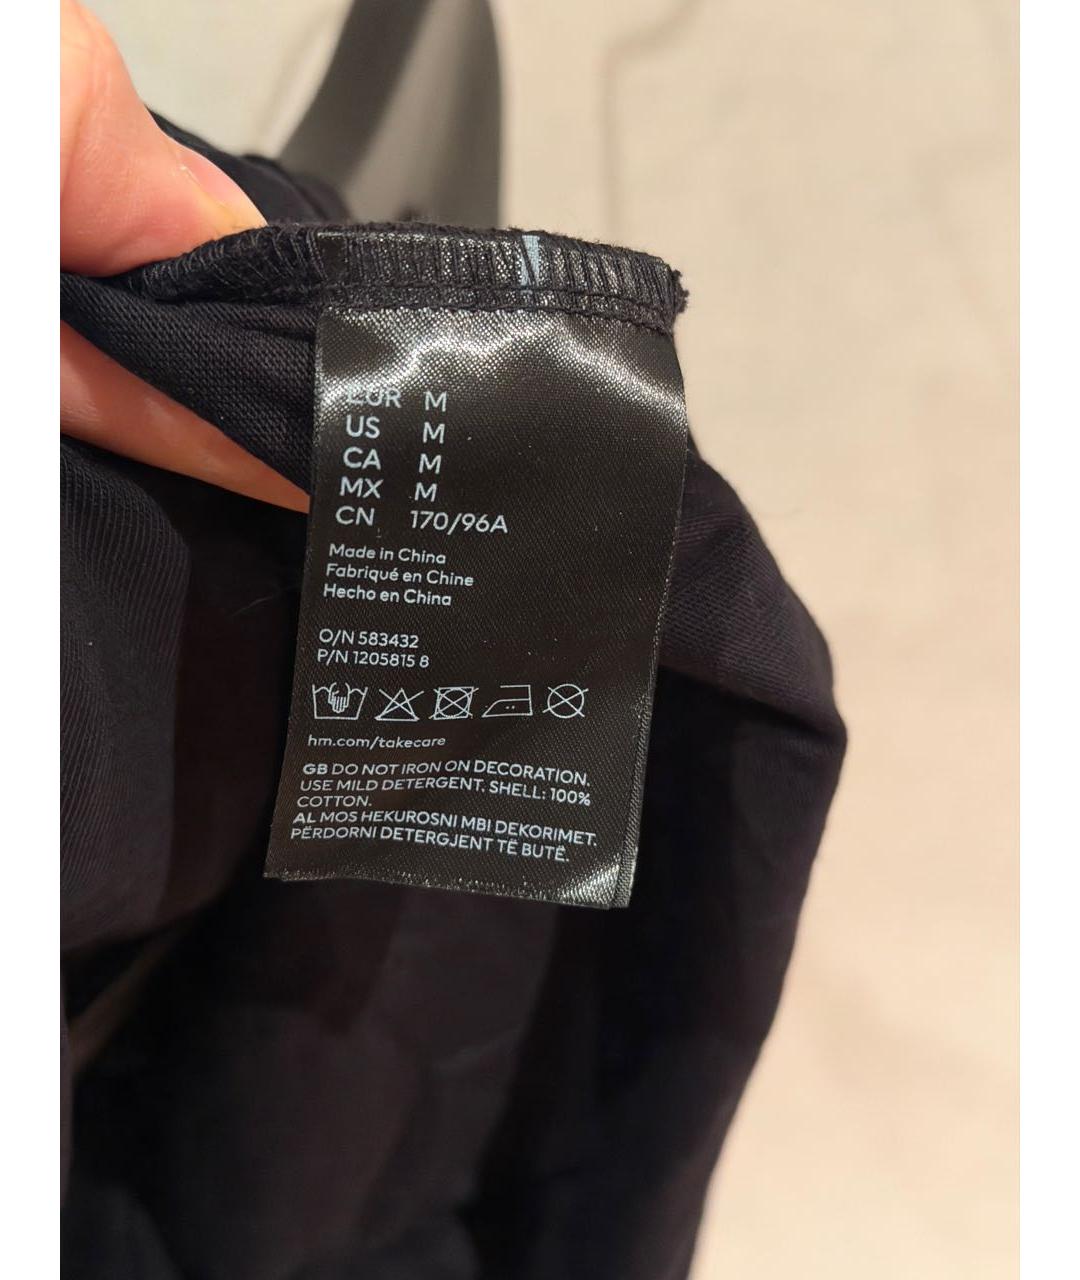 EUR M
US M
CA M
MX M
CN 170/96A
Made in China
Fabriqué en Chine
Hecho en China
O/N 583432
P/N 1205815 8
hm.com/takecare
GB DO NOT IRON ON DECORATION.
USE MILD DETERGENT. SHELL: 100%
COTTON.
AL MOS HEKUROSNI MBI DEKORIMET.
PËRDORNI DETERGJENT TË BUTË.